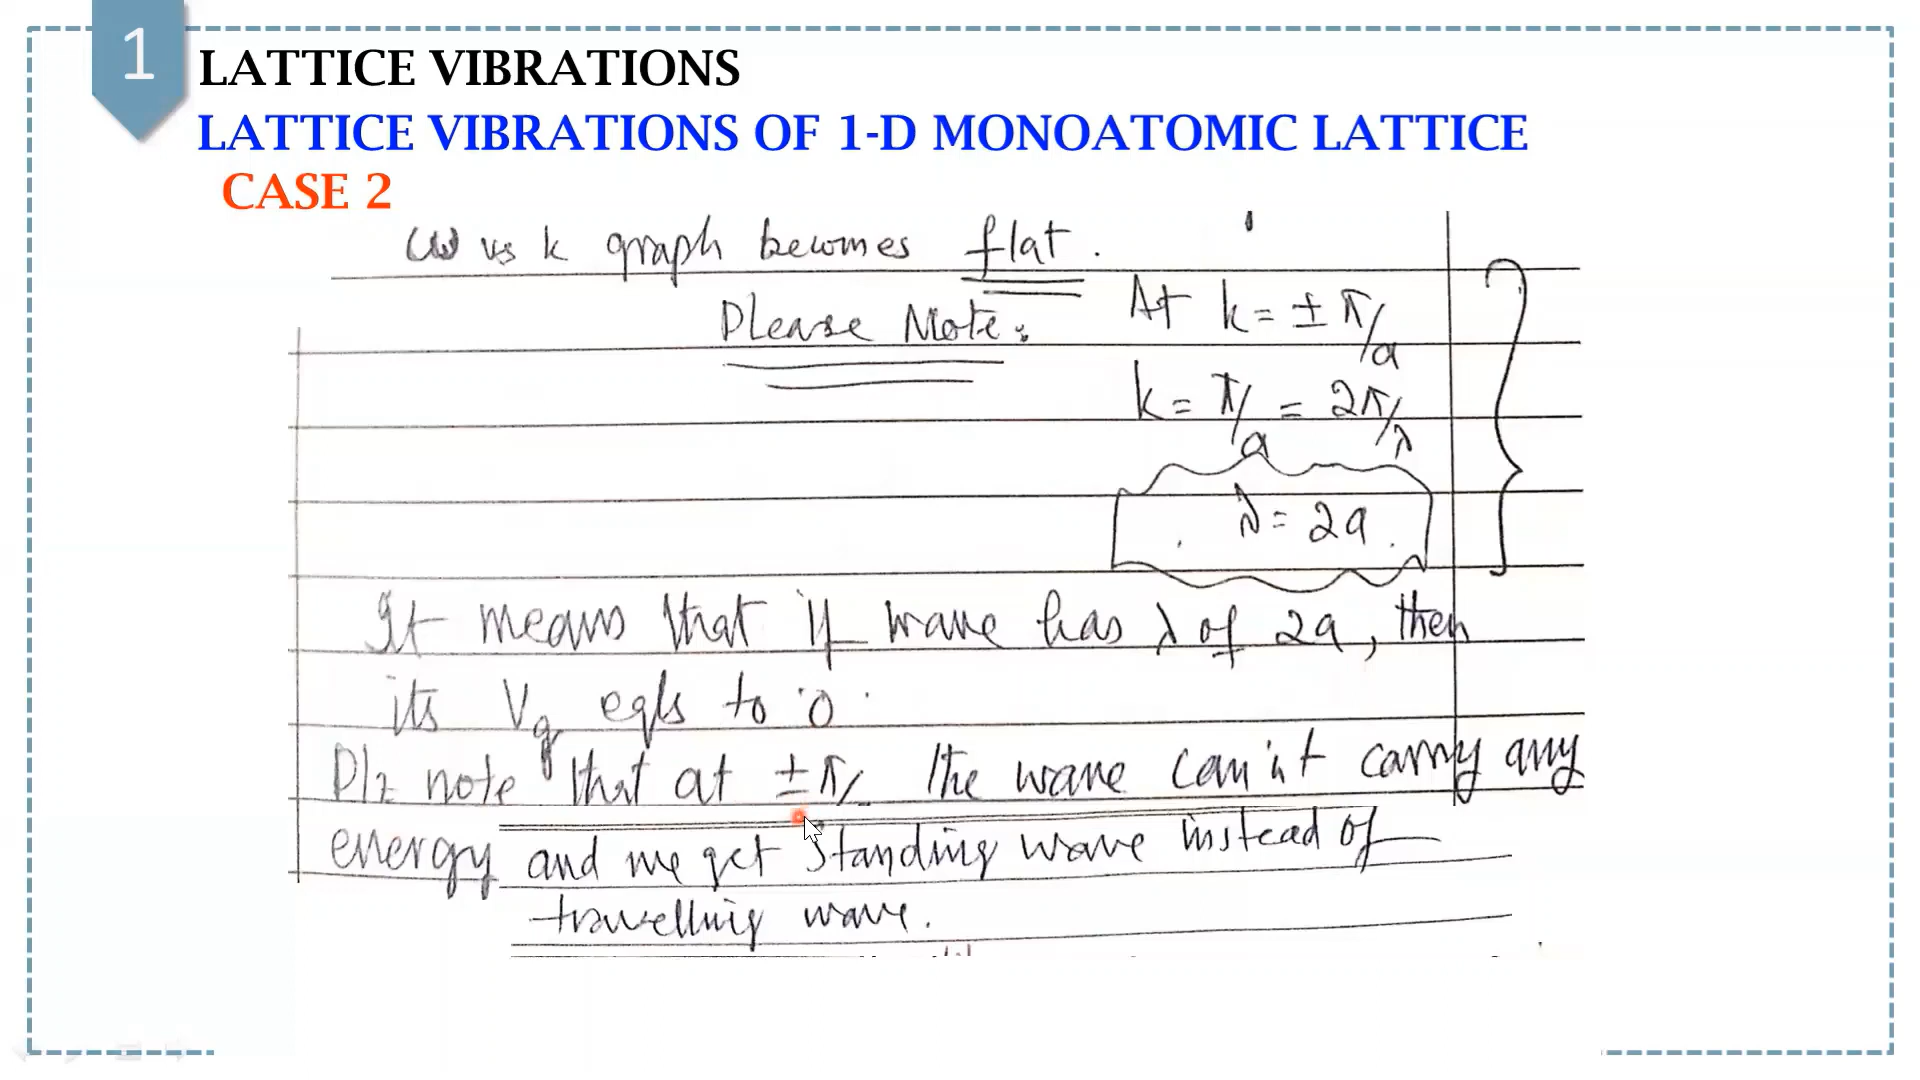 1
LATTICE VIBRATIONS
LATTICE VIBRATIONS OF 1-D MONOATOMIC LATTICE
CASE 2
ω vs k graph becomes flat.
Please Note:
At k = ± π/a
k = π/a = 2π/λ
λ = 2a.
It means that if wave has λ of 2a, then
its Vg eqls to 0.
Plz note that at ±π/ the wave can't carry any
energy and we get standing wave instead of
travelling wave.